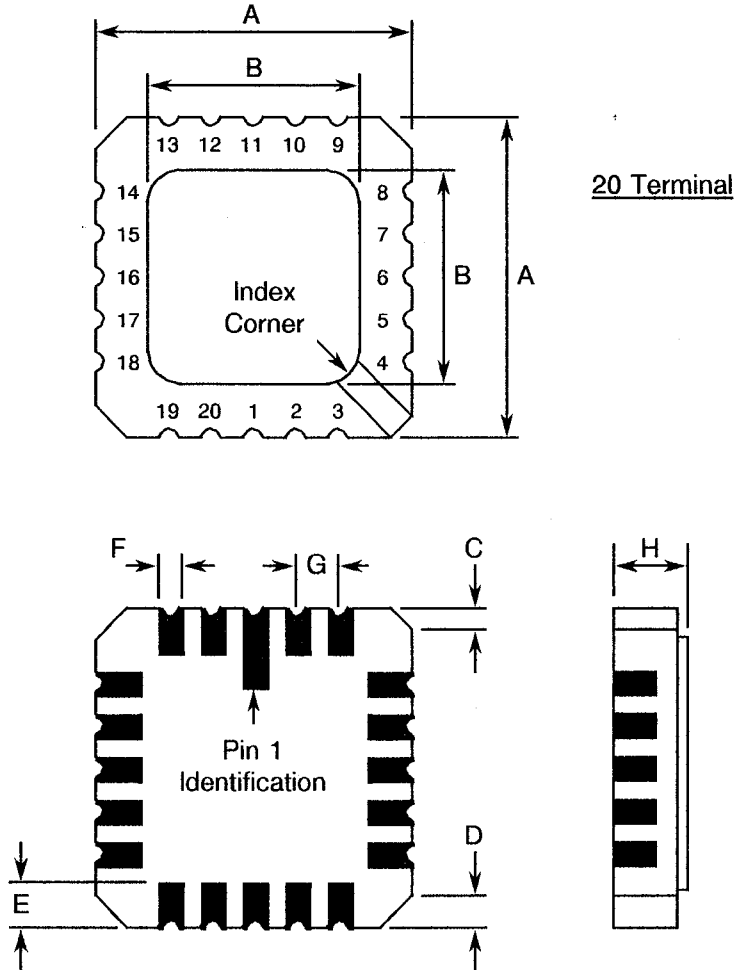 A
B
13 12 11 10 9
14
8
20 Terminal
15
7
16
6
B
A
Index
17
5
Corner
18
4
19 20 1 2 3
F
G
C
H
Pin 1
Identification
D
E